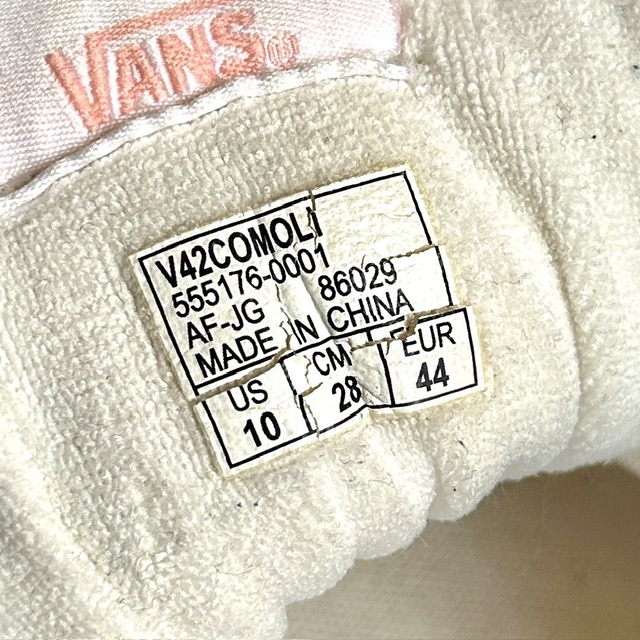 VANS
V42COMOLI
555176-0001
AF-JG 86029
MADE IN CHINA
US CM EUR
10 28 44